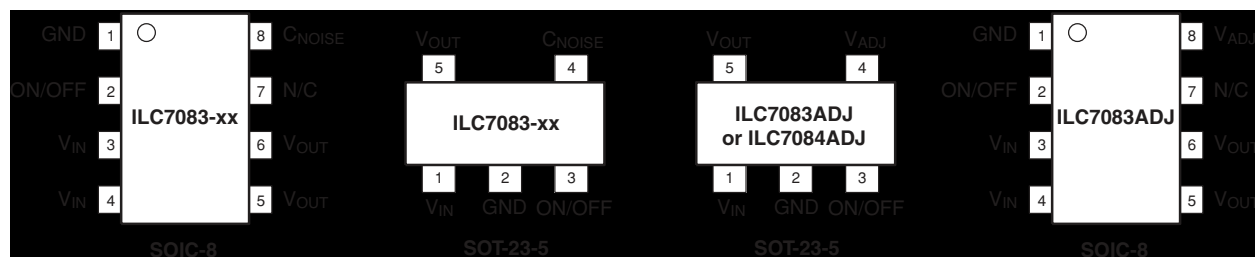 GND 1 8 CNOISE
ON/OFF 2 7 N/C
ILC7083-xx
VIN 3 6 VOUT
VIN 4 5 VOUT
SOIC-8
VOUT CNOISE
5 4
ILC7083-xx
1 2 3
VIN GND ON/OFF
SOT-23-5
VOUT VADJ
5 4
ILC7083ADJ
or ILC7084ADJ
1 2 3
VIN GND ON/OFF
SOT-23-5
GND 1 8 VADJ
ON/OFF 2 7 N/C
ILC7083ADJ
VIN 3 6 VOUT
VIN 4 5 VOUT
SOIC-8